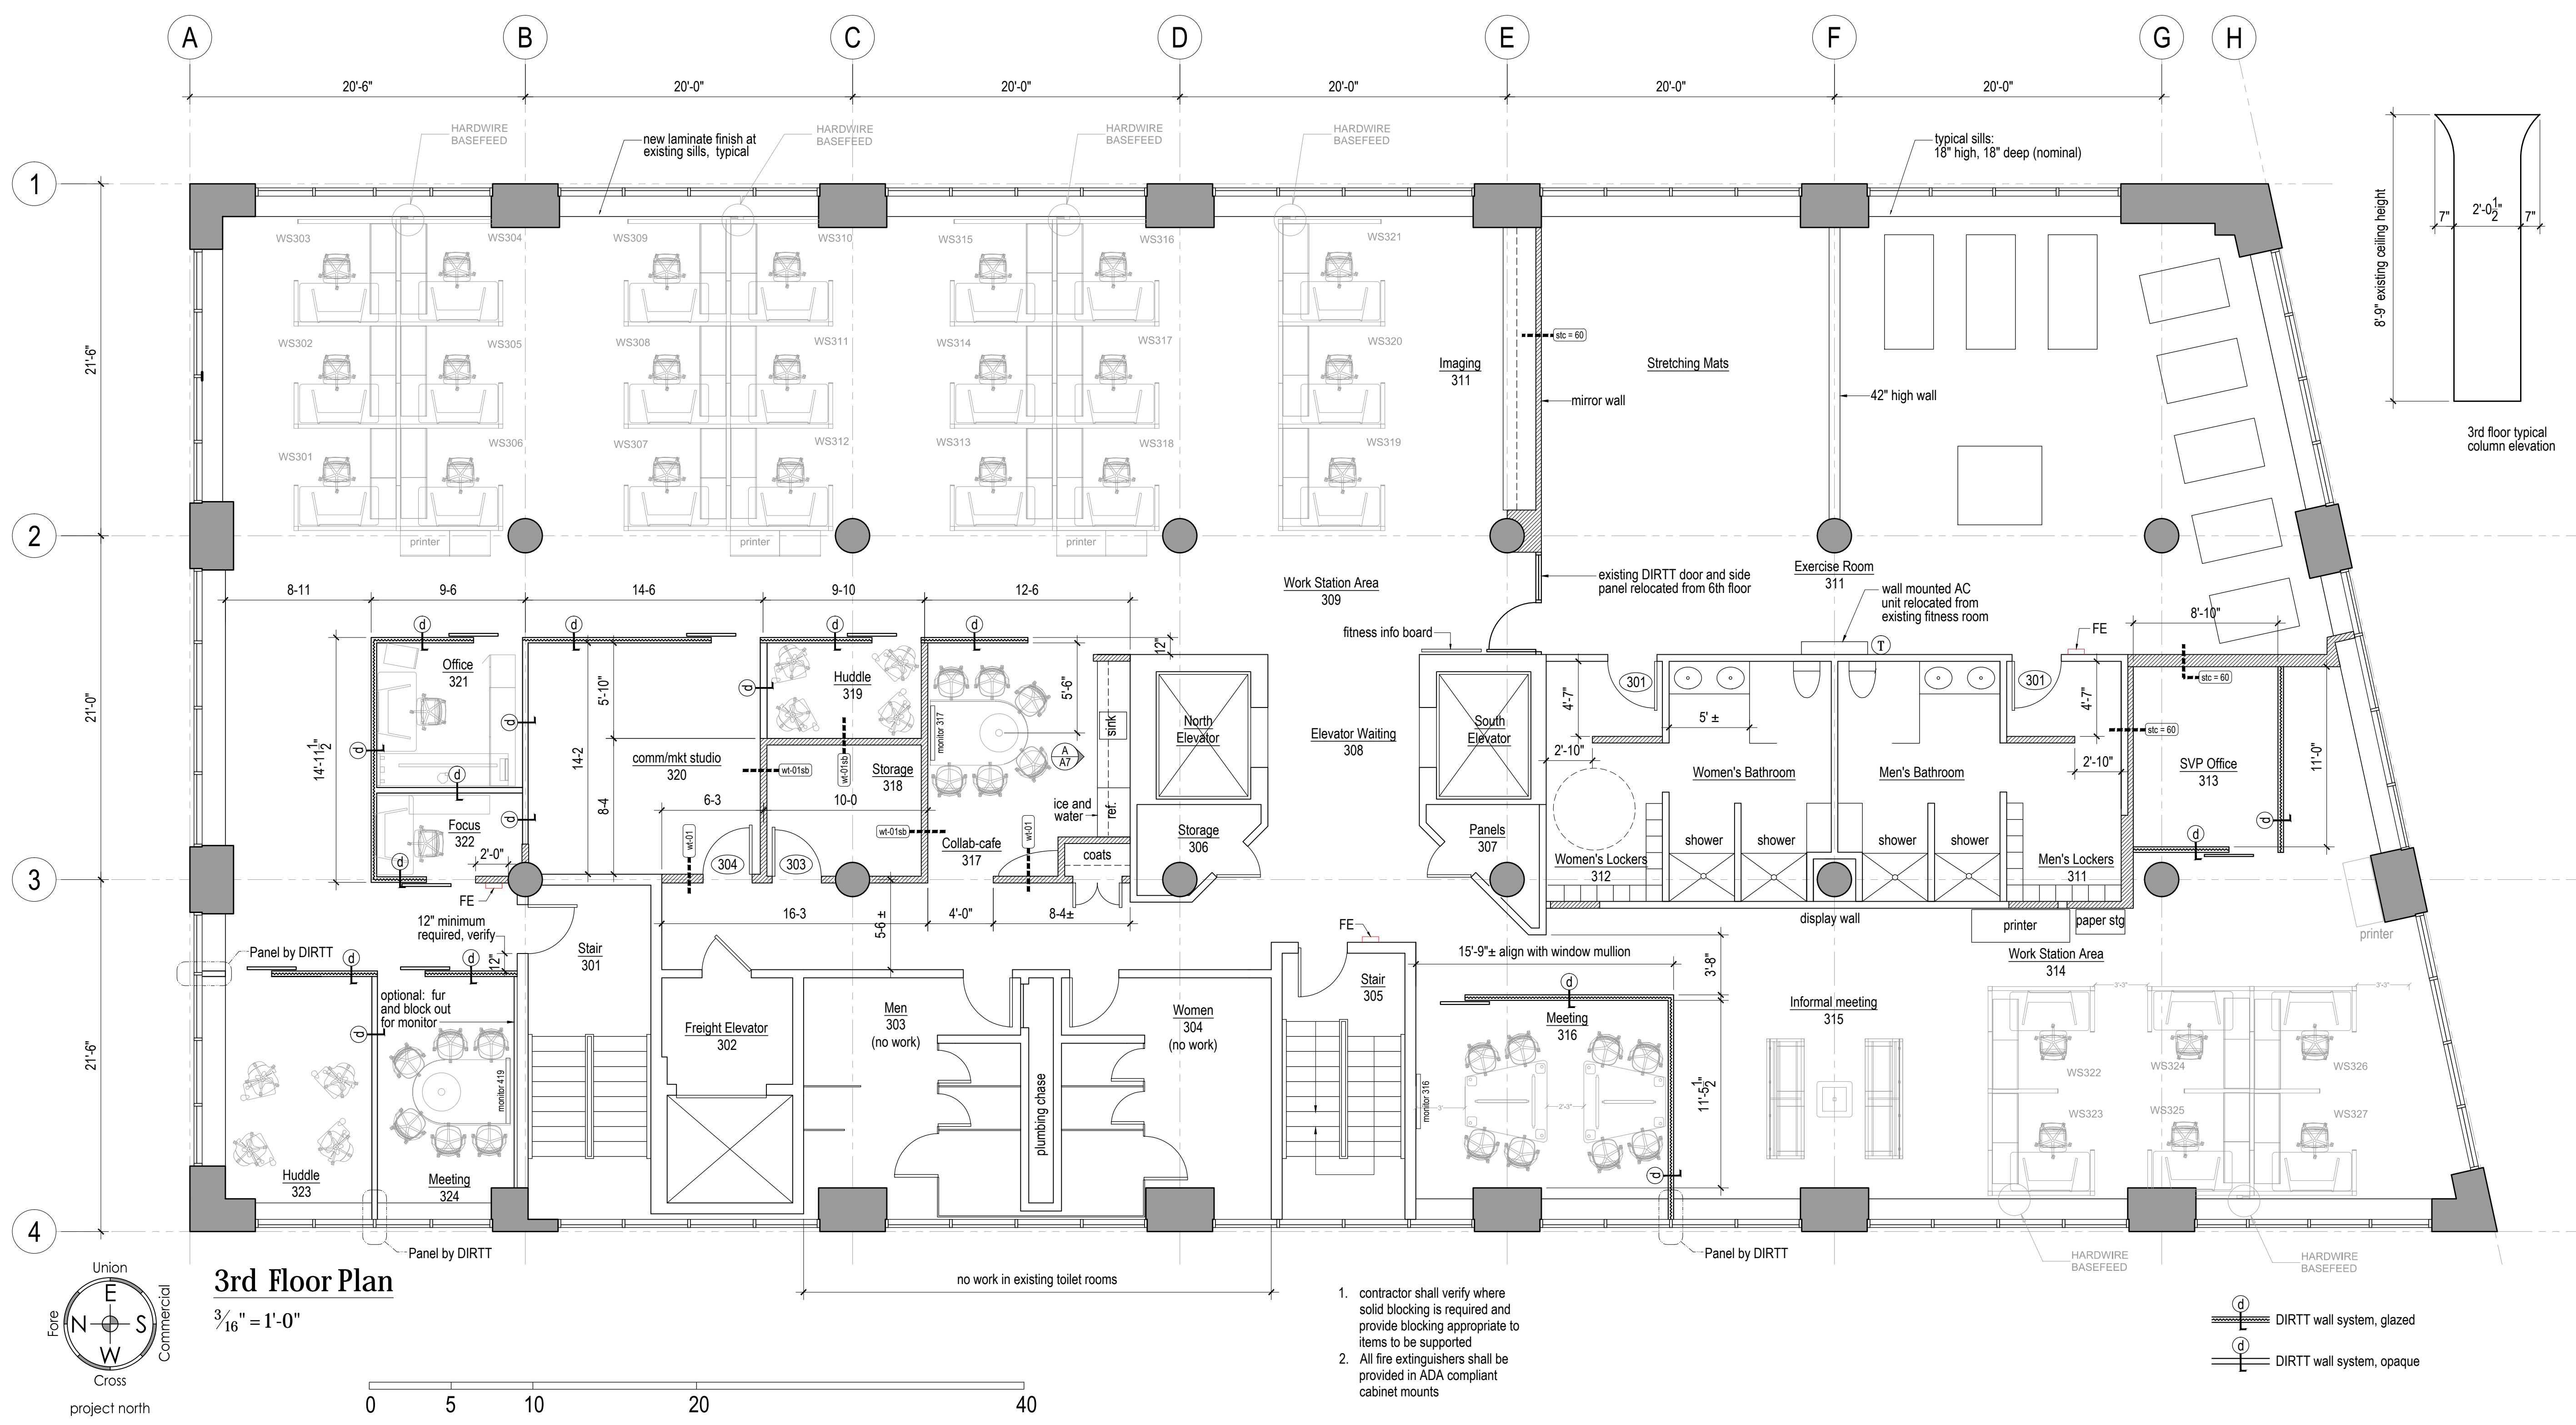 A
B
C
D
E
F
G
H
20'-6"
20'-0"
20'-0"
20'-0"
20'-0"
20'-0"
HARDWIRE
BASEFEED
new laminate finish at
existing sills, typical
HARDWIRE
BASEFEED
HARDWIRE
BASEFEED
HARDWIRE
BASEFEED
typical sills:
18" high, 18" deep (nominal)
1
2
3
4
21'-6"
21'-0"
21'-6"
8'-9" existing ceiling height
7"
2'-0 1/2"
7"
3rd floor typical
column elevation
WS303
WS304
WS309
WS310
WS315
WS316
WS321
WS302
WS305
WS308
WS311
WS314
WS317
WS320
WS301
WS306
WS307
WS312
WS313
WS318
WS319
printer
printer
printer
Imaging
311
stc = 60
mirror wall
Stretching Mats
42" high wall
Exercise Room
311
existing DIRTT door and side
panel relocated from 6th floor
wall mounted AC
unit relocated from
existing fitness room
T
FE
8'-10"
Work Station Area
309
fitness info board
8-11
9-6
14-6
9-10
12-6
d
d
d
d
12"
Office
321
d
d
d
Focus
322
d
d
2'-0"
14'-11 1/2"
14-2
5'-10"
8-4
comm/mkt studio
320
Huddle
319
d
wt-01sb
wt-01sb
Storage
318
6-3
10-0
wt-01
304
303
wt-01sb
monitor 317
5'-6"
A
A7
sink
ref.
ice and
water
Collab-cafe
317
wt-01
coats
North
Elevator
Storage
306
Elevator Waiting
308
South
Elevator
Panels
307
4'-7"
2'-10"
301
5' ±
Women's Bathroom
Men's Bathroom
301
4'-7"
2'-10"
stc = 60
stc = 60
SVP Office
313
11'-0"
d
d
shower
shower
shower
shower
Women's Lockers
312
Men's Lockers
311
display wall
printer
paper stg
printer
FE
12" minimum
required, verify
12"
Stair
301
16-3
5'-6 ±
4'-0"
8-4±
Panel by DIRTT
d
d
d
optional: fur
and block out
for monitor
monitor 419
Huddle
323
Meeting
324
Freight Elevator
302
Men
303
(no work)
plumbing chase
Women
304
(no work)
FE
Stair
305
15'-9"± align with window mullion
3'-8"
d
Meeting
316
monitor 316
3'
2'-3"
11'-5 1/2"
d
Informal meeting
315
Work Station Area
314
3'-3"
3'-3"
WS322
WS324
WS326
WS323
WS325
WS327
HARDWIRE
BASEFEED
HARDWIRE
BASEFEED
Panel by DIRTT
Panel by DIRTT
no work in existing toilet rooms
Union
E
Fore
N
S
Commercial
W
Cross
project north
3rd Floor Plan
3/16" = 1'-0"
0
5
10
20
40
1. contractor shall verify where
solid blocking is required and
provide blocking appropriate to
items to be supported
2. All fire extinguishers shall be
provided in ADA compliant
cabinet mounts
d
DIRTT wall system, glazed
d
DIRTT wall system, opaque